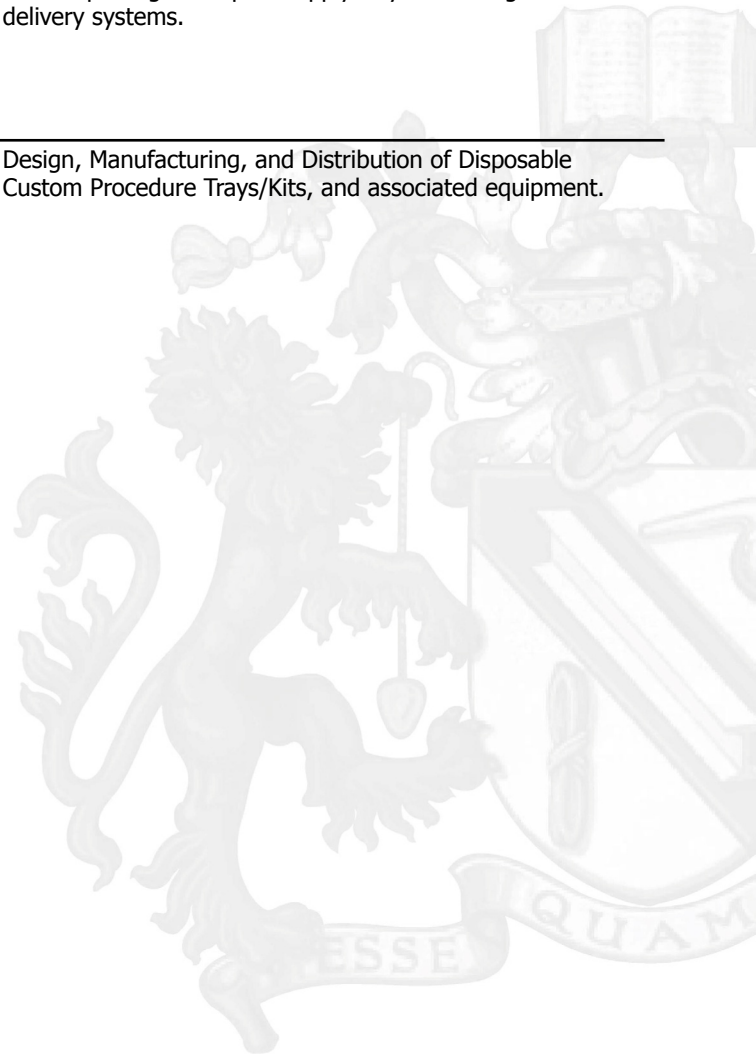 delivery systems.
Design, Manufacturing, and Distribution of Disposable
Custom Procedure Trays/Kits, and associated equipment.
ESSE
QUAM